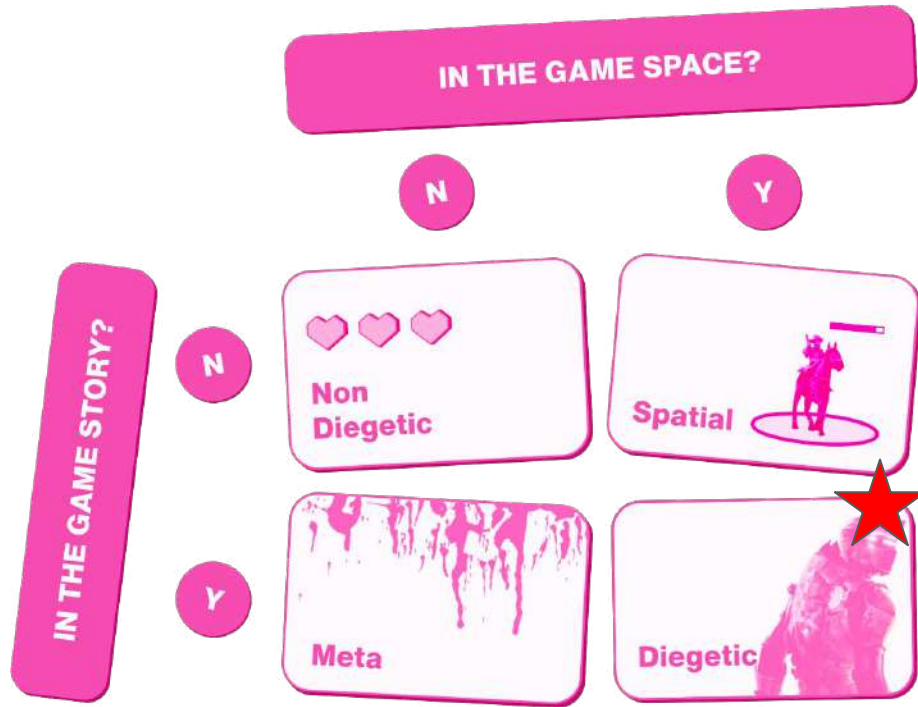 IN THE GAME SPACE?
N
Y
IN THE GAME STORY?
N
Non
Diegetic
Spatial
Y
Meta
Diegetic